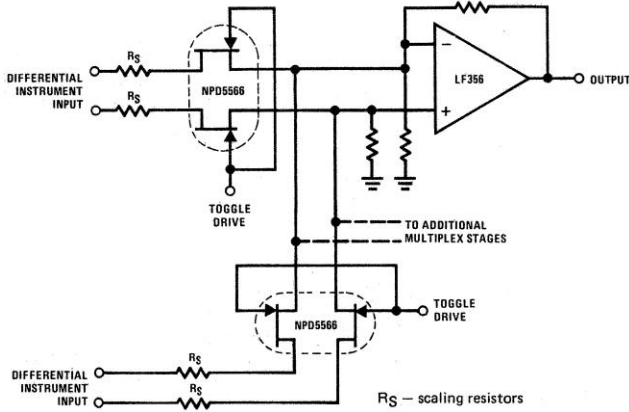 RS
DIFFERENTIAL
INSTRUMENT
INPUT
RS
NPD5566
TOGGLE
DRIVE
−
LF356
+
OUTPUT
TO ADDITIONAL
MULTIPLEX STAGES
NPD5566
TOGGLE
DRIVE
RS
DIFFERENTIAL
INSTRUMENT
INPUT
RS
RS – scaling resistors